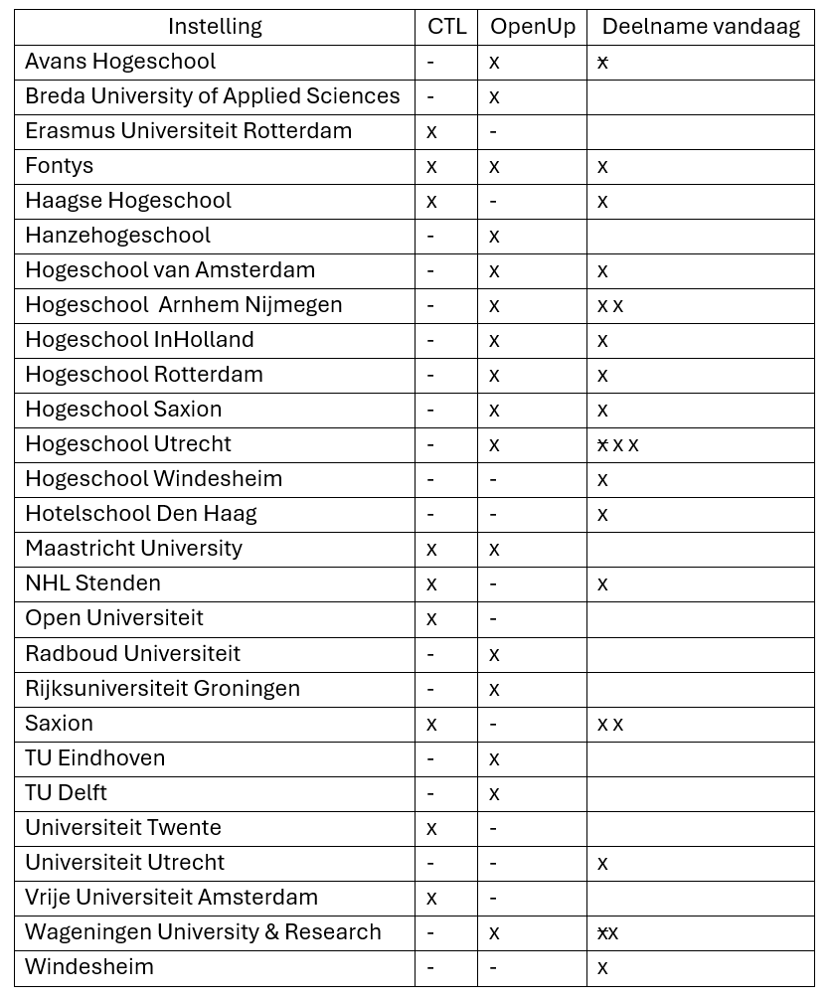 Instelling CTL OpenUp Deelname vandaag
Avans Hogeschool - x x
Breda University of Applied Sciences - x
Erasmus Universiteit Rotterdam x -
Fontys x x x
Haagse Hogeschool x - x
Hanzehogeschool - x
Hogeschool van Amsterdam - x x
Hogeschool  Arnhem Nijmegen - x x x
Hogeschool InHolland - x x
Hogeschool Rotterdam - x x
Hogeschool Saxion - x x
Hogeschool Utrecht - x x x x
Hogeschool Windesheim - - x
Hotelschool Den Haag - - x
Maastricht University x x
NHL Stenden x - x
Open Universiteit x -
Radboud Universiteit - x
Rijksuniversiteit Groningen - x
Saxion x - x x
TU Eindhoven - x
TU Delft - x
Universiteit Twente x -
Universiteit Utrecht - - x
Vrije Universiteit Amsterdam x -
Wageningen University & Research - x xx
Windesheim - - x